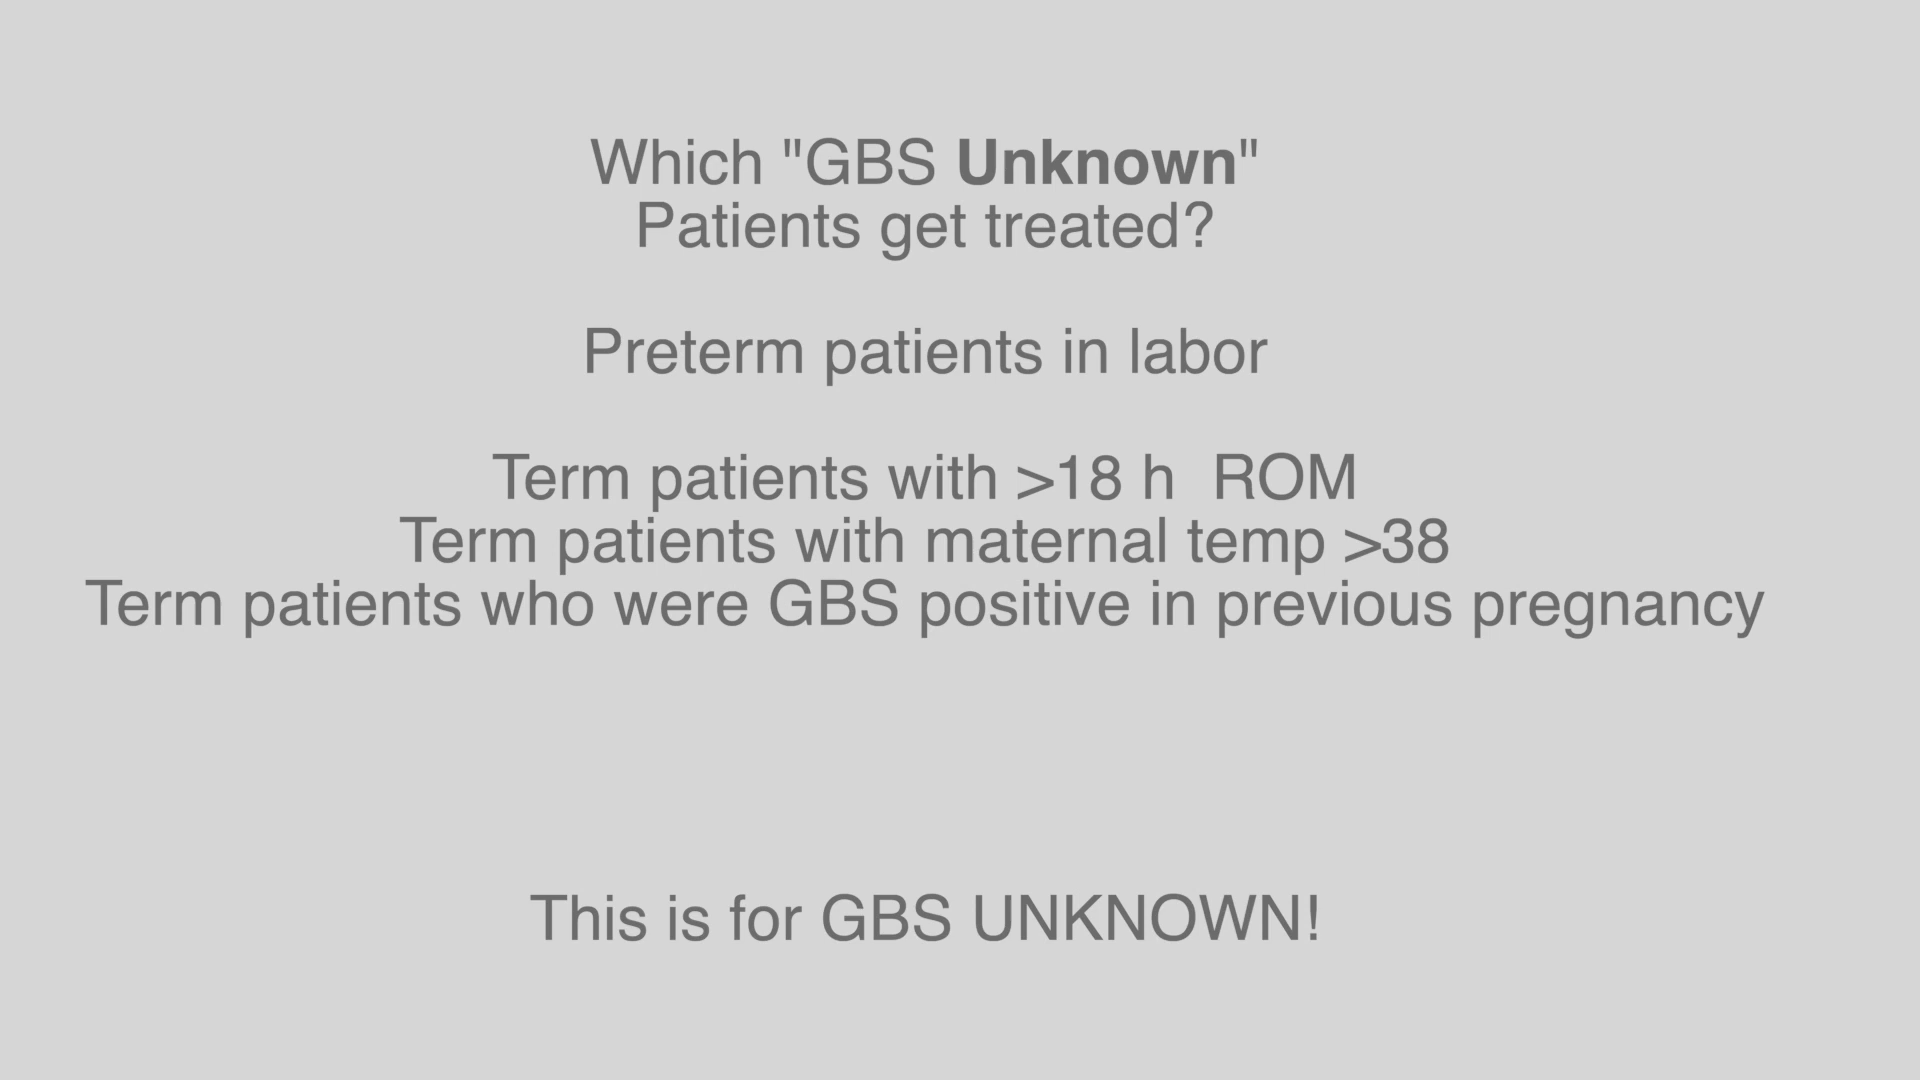 Which "GBS Unknown"
Patients get treated?
Preterm patients in labor
Term patients with >18 h  ROM
Term patients with maternal temp >38
Term patients who were GBS positive in previous pregnancy
This is for GBS UNKNOWN!